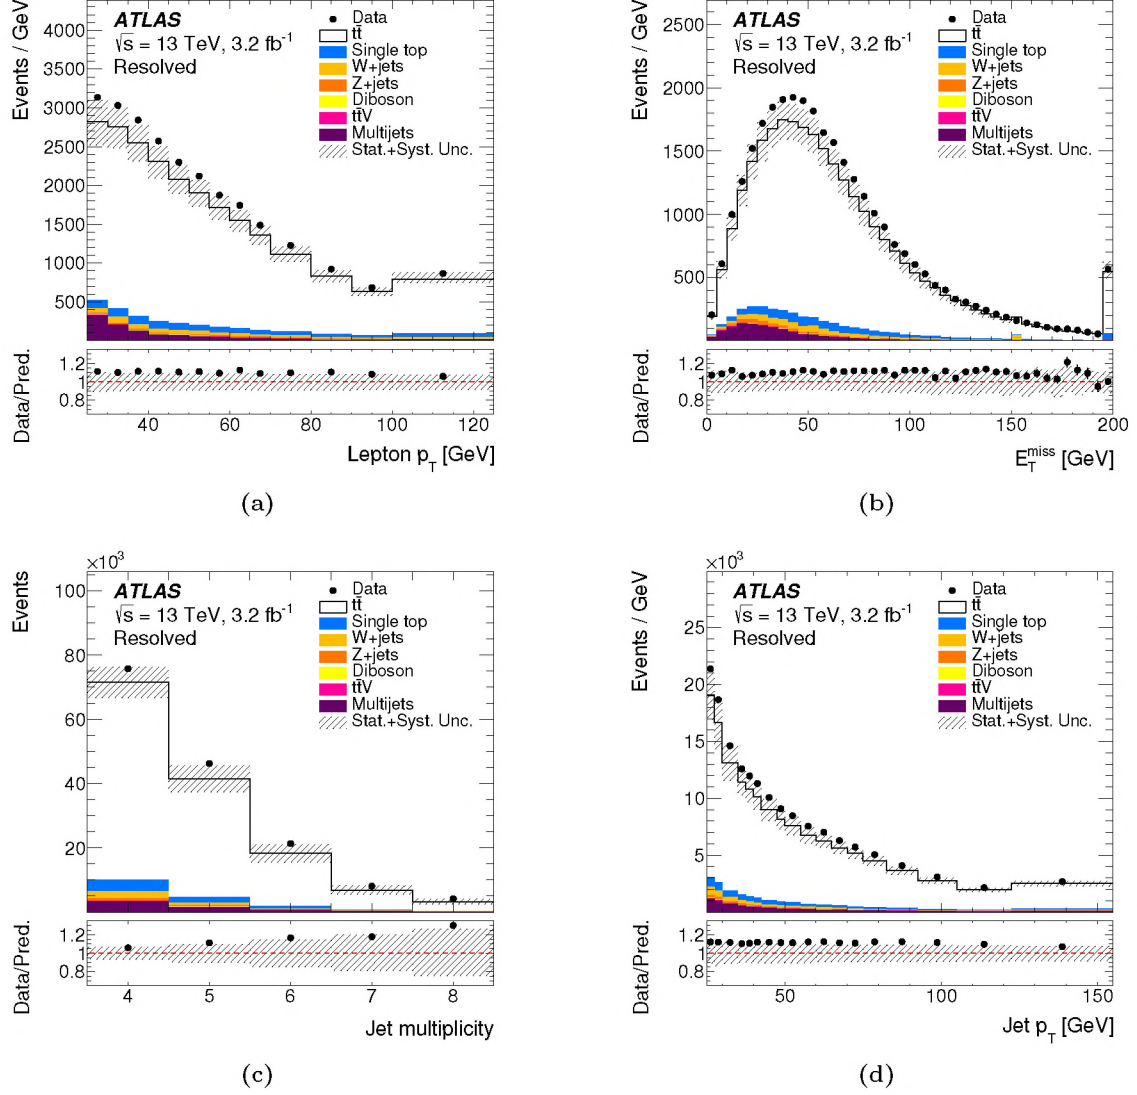 Events / GeV
4000
3500
3000
2500
2000
1500
1000
500
ATLAS
√s = 13 TeV, 3.2 fb⁻¹
Resolved
Data
tt̄
Single top
W+jets
Z+jets
Diboson
tt̄V
Multijets
Stat.+Syst. Unc.
Data/Pred.
1.2
1
0.8
40 60 80 100 120
Lepton p_T [GeV]
(a)
Events / GeV
2500
2000
1500
1000
500
ATLAS
√s = 13 TeV, 3.2 fb⁻¹
Resolved
Data
tt̄
Single top
W+jets
Z+jets
Diboson
tt̄V
Multijets
Stat.+Syst. Unc.
Data/Pred.
1.2
1
0.8
0 50 100 150 200
E_T^miss [GeV]
(b)
×10³
Events
100
80
60
40
20
ATLAS
√s = 13 TeV, 3.2 fb⁻¹
Resolved
Data
tt̄
Single top
W+jets
Z+jets
Diboson
tt̄V
Multijets
Stat.+Syst. Unc.
Data/Pred.
1.2
1
0.8
4 5 6 7 8
Jet multiplicity
(c)
×10³
Events / GeV
25
20
15
10
5
ATLAS
√s = 13 TeV, 3.2 fb⁻¹
Resolved
Data
tt̄
Single top
W+jets
Z+jets
Diboson
tt̄V
Multijets
Stat.+Syst. Unc.
Data/Pred.
1.2
1
0.8
50 100 150
Jet p_T [GeV]
(d)